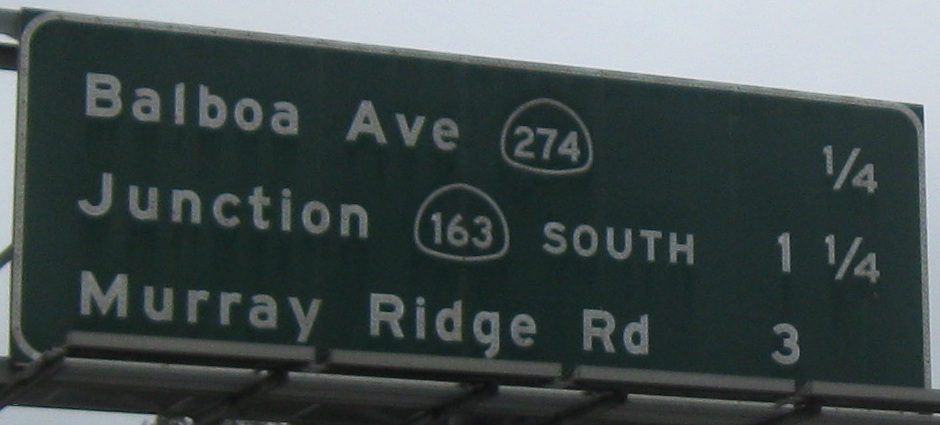 Balboa Ave 274 1/4
Junction 163 SOUTH 1 1/4
Murray Ridge Rd 3